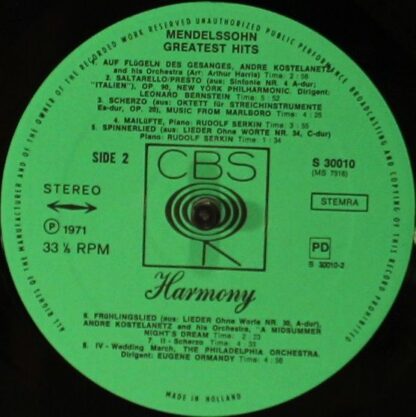 MENDELSSOHN
GREATEST HITS
1. AUF FLÜGELN DES GESANGES, ANDRE KOSTELANETZ
and his Orchestra (Arr. Arthur Harris) Time: 2 : 56
2. SALTARELLO/PRESTO (aus: Sinfonie NR. 4 A-dur;
"ITALIEN"), OP. 90, NEW YORK PHILHARMONIC. Dirigent:
LEONARD BERNSTEIN Time: 5 : 52
3. SCHERZO (aus: OKTETT für STREICHINSTRUMENTE
Es-dur, OP. 20), MUSIC FROM MARLBORO Time: 4 : 26
4. MAILÜFTE, Piano: RUDOLF SERKIN Time: 3 : 55
5. SPINNERLIED (aus: LIEDER Ohne WORTE NR. 34, C-dur)
Piano: RUDOLF SERKIN Time: 1 : 34
SIDE 2
CBS
S 30010
(MS 7516)
STEREO
STEMRA
℗ 1971
33 ⅓ RPM
PD
S 30010-2
Harmony
6. FRÜHLINGSLIED (aus: LIEDER Ohne Worte NR. 30, A-dur),
ANDRE KOSTELANETZ and his Orchestra, "A MIDSUMMER
NIGHT'S DREAM Time: 2 : 23
7. II - Scherzo Time: 4 : 33
8. IV - Wedding March, THE PHILADELPHIA ORCHESTRA.
Dirigent: EUGENE ORMANDY Time: 4 : 56
MADE IN HOLLAND
ALL RIGHTS OF THE MANUFACTURER AND OF THE OWNER OF THE RECORDED WORK RESERVED UNAUTHORIZED PUBLIC PERFORMANCE BROADCASTING AND COPYING OF THIS RECORD PROHIBITED